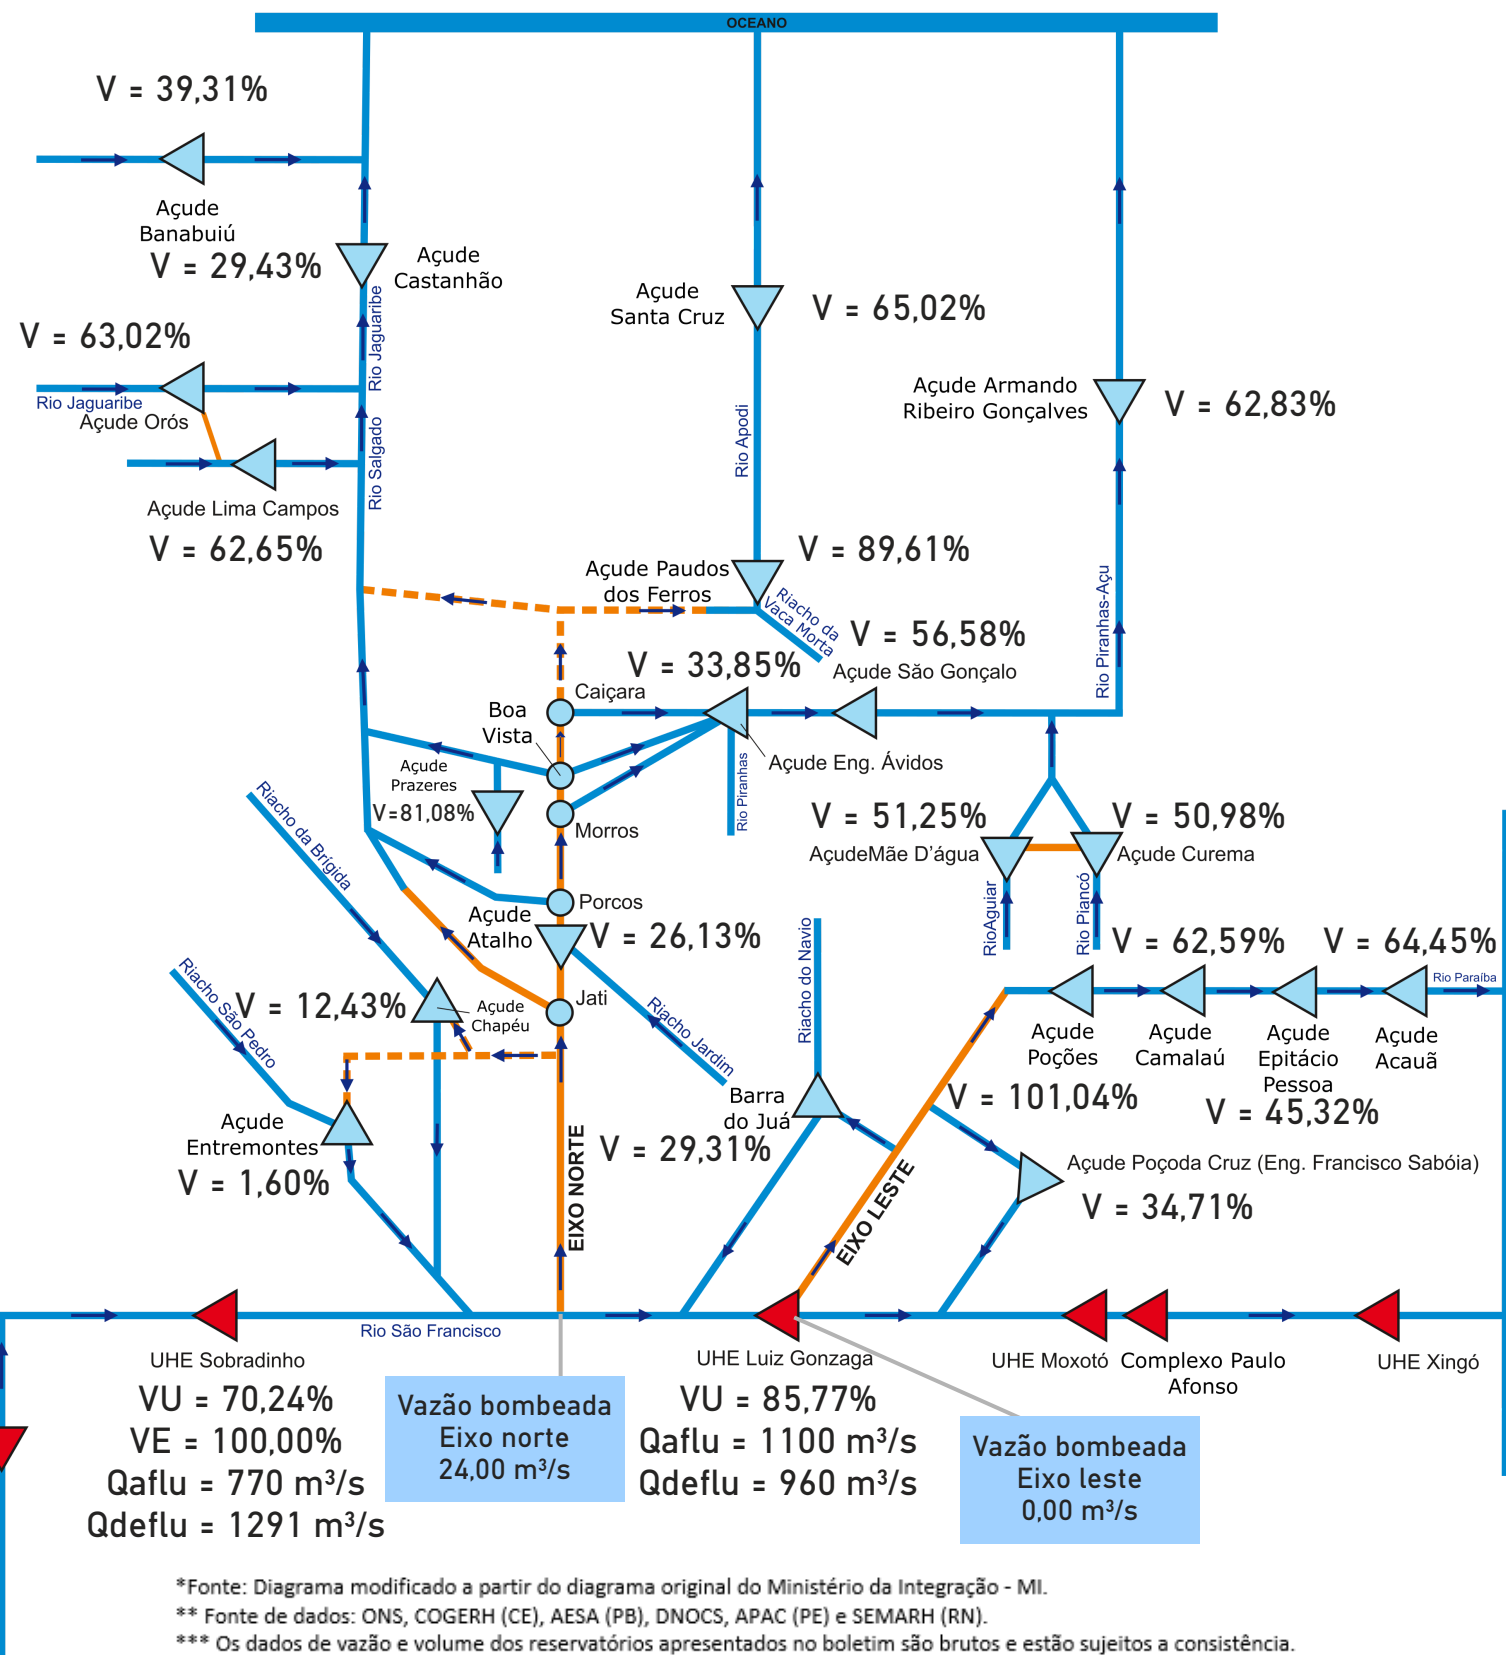 OCEANO
V = 39,31%
Açude
Banabuiú
V = 29,43%
Açude
Castanhão
Rio Jaguaribe
V = 63,02%
Rio Jaguaribe
Açude Orós
Rio Salgado
Açude Lima Campos
V = 62,65%
Açude
Santa Cruz
V = 65,02%
Rio Apodi
Açude Armando
Ribeiro Gonçalves
V = 62,83%
Açude Paudos
dos Ferros
V = 89,61%
Riacho da
Vaca Morta
Rio Piranhas-Açu
V = 56,58%
Açude São Gonçalo
V = 33,85%
Caiçara
Boa
Vista
Açude Eng. Ávidos
Rio Piranhas
Açude
Prazeres
V=81,08%
Morros
Riacho da Brígida
V = 51,25%
AçudeMãe D'água
V = 50,98%
Açude Curema
RioAguiar
Rio Piancó
Porcos
Açude
Atalho
V = 26,13%
Riacho do Navio
V = 62,59%
V = 64,45%
Rio Paraíba
Riacho São Pedro
V = 12,43%
Açude
Chapéu
Jati
Riacho Jardim
Açude
Poções
Açude
Camalaú
Açude
Epitácio
Pessoa
Açude
Acauã
V = 101,04%
V = 45,32%
Barra
do Juá
V = 29,31%
Açude
Entremontes
V = 1,60%
EIXO NORTE
EIXO LESTE
Açude Poçoda Cruz (Eng. Francisco Sabóia)
V = 34,71%
Rio São Francisco
UHE Sobradinho
VU = 70,24%
VE = 100,00%
Qaflu = 770 m³/s
Qdeflu = 1291 m³/s
Vazão bombeada
Eixo norte
24,00 m³/s
UHE Luiz Gonzaga
VU = 85,77%
Qaflu = 1100 m³/s
Qdeflu = 960 m³/s
Vazão bombeada
Eixo leste
0,00 m³/s
UHE Moxotó
Complexo Paulo
Afonso
UHE Xingó
*Fonte: Diagrama modificado a partir do diagrama original do Ministério da Integração - MI.
** Fonte de dados: ONS, COGERH (CE), AESA (PB), DNOCS, APAC (PE) e SEMARH (RN).
*** Os dados de vazão e volume dos reservatórios apresentados no boletim são brutos e estão sujeitos a consistência.